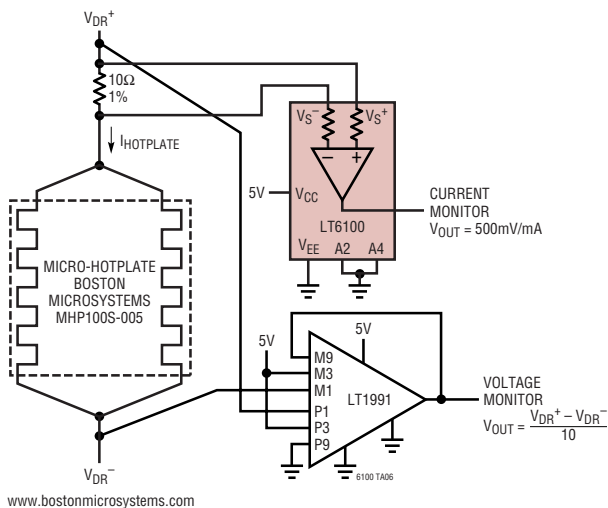 VDR+
10Ω
1%
IHOTPLATE
MICRO-HOTPLATE
BOSTON
MICROSYSTEMS
MHP100S-005
VDR–
www.bostonmicrosystems.com
VS– VS+
– +
5V VCC
LT6100
VEE A2 A4
CURRENT
MONITOR
VOUT = 500mV/mA
5V
5V
M9
M3
M1
P1
P3
P9
LT1991
6100 TA06
VOLTAGE
MONITOR
VOUT = VDR+ – VDR–
10